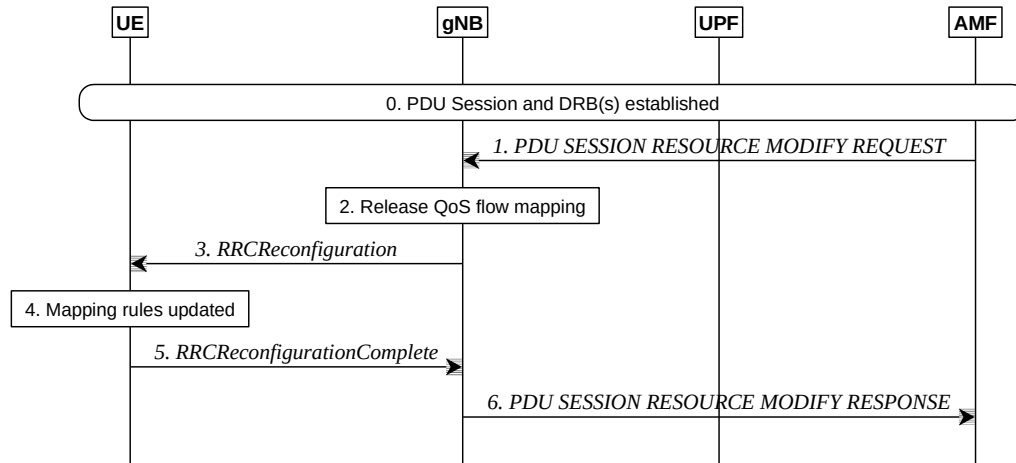 UE gNB UPF AMF
0. PDU Session and DRB(s) established
1. PDU SESSION RESOURCE MODIFY REQUEST
2. Release QoS flow mapping
3. RRCReconfiguration
4. Mapping rules updated
5. RRCReconfigurationComplete
6. PDU SESSION RESOURCE MODIFY RESPONSE